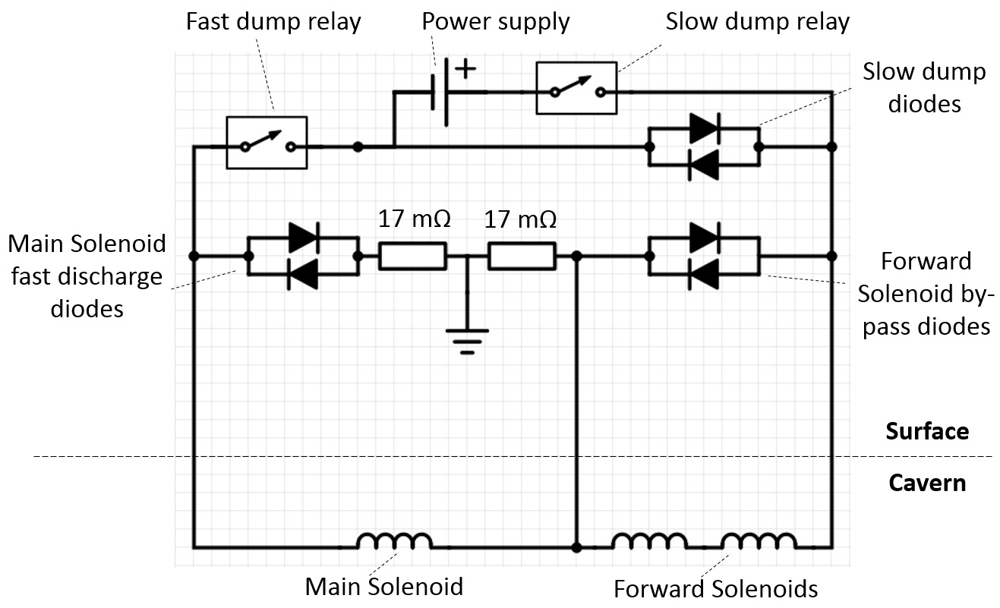 Fast dump relay
Power supply
Slow dump relay
+
Slow dump
diodes
17 mΩ
17 mΩ
Main Solenoid
fast discharge
diodes
Forward
Solenoid by-
pass diodes
Surface
Cavern
Main Solenoid
Forward Solenoids